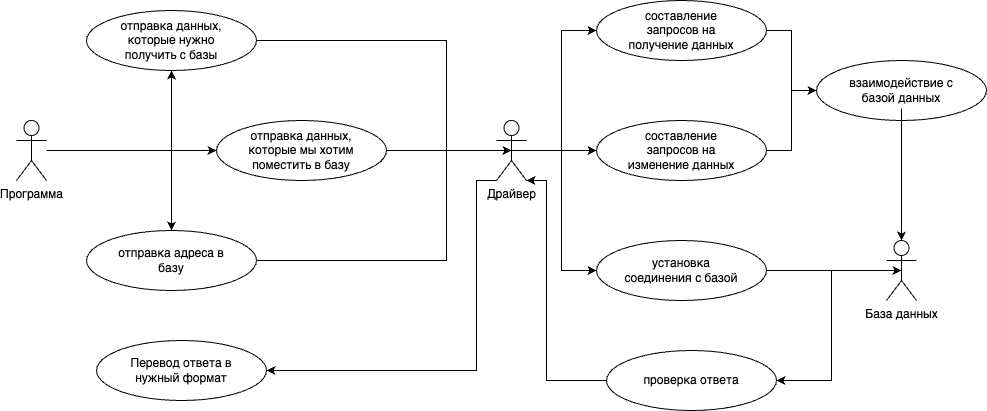 отправка данных,
которые нужно
получить с базы
составление
запросов на
получение данных
взаимодействие с
базой данных
отправка данных,
которые мы хотим
поместить в базу
составление
запросов на
изменение данных
Программа
Драйвер
отправка адреса в
базу
установка
соединения с базой
База данных
Перевод ответа в
нужный формат
проверка ответа